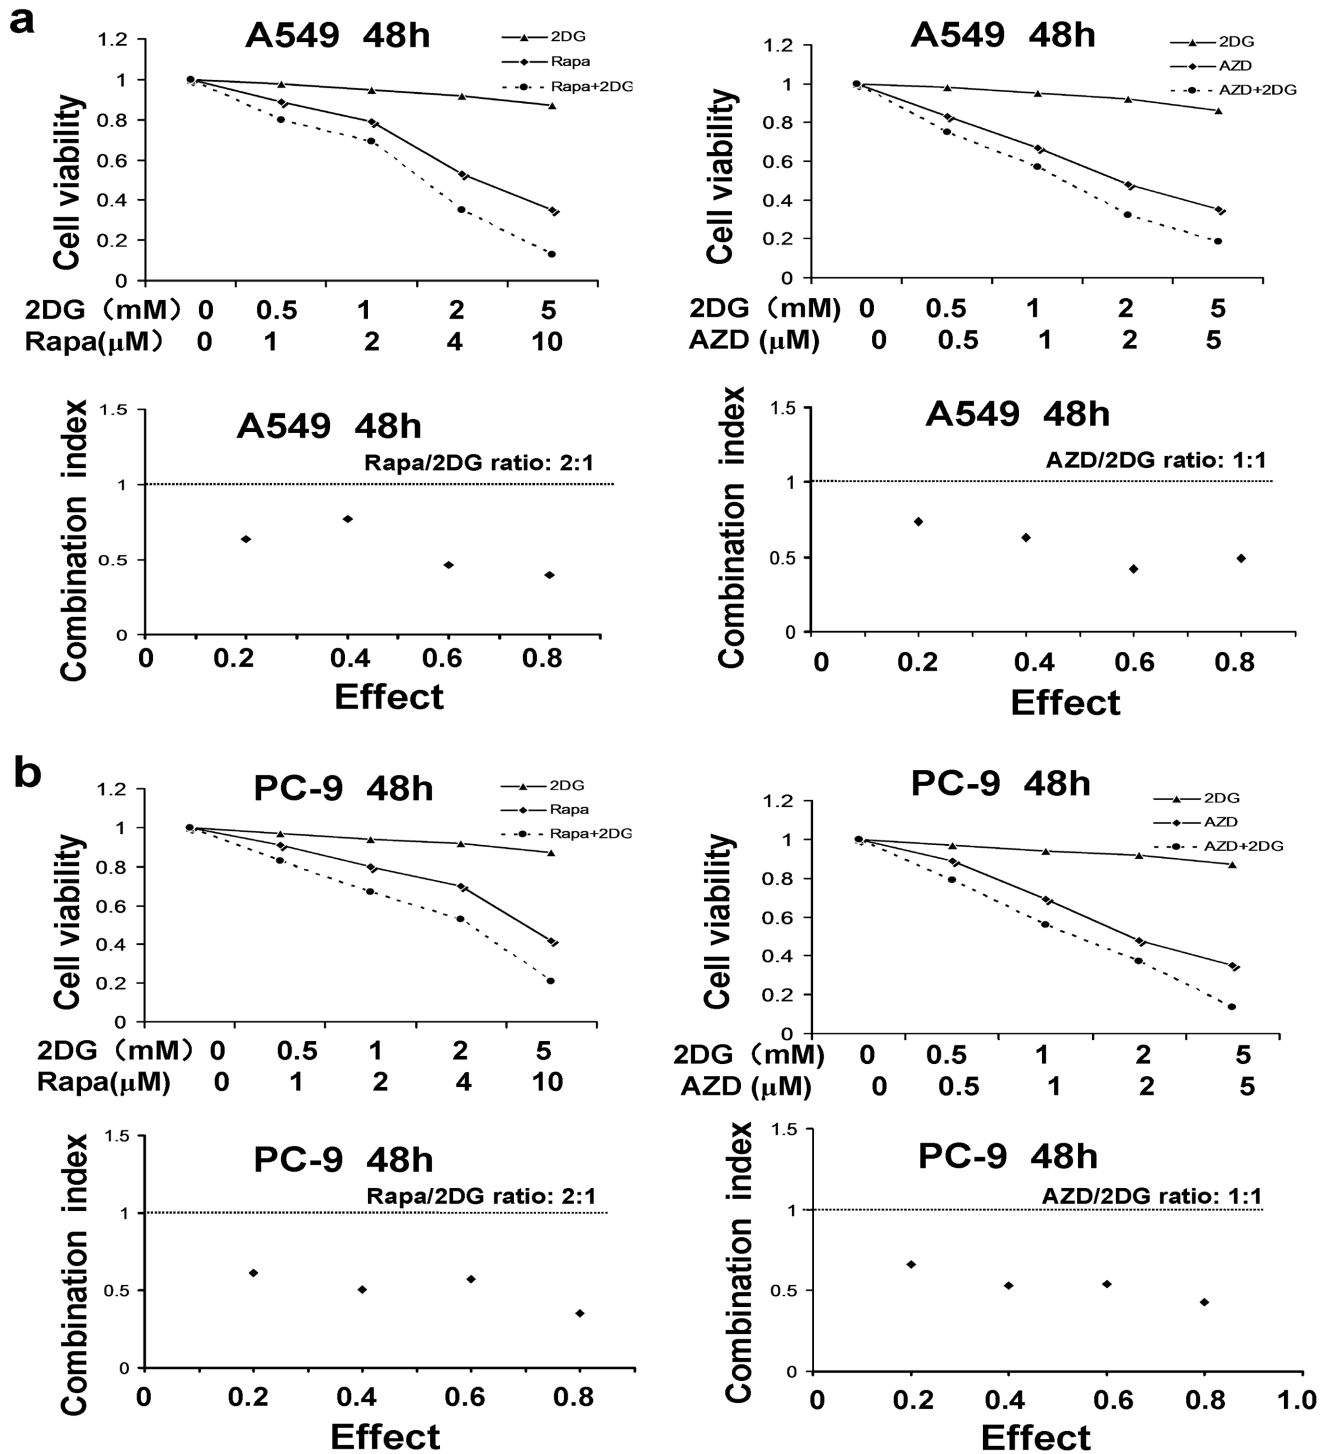 a
A549 48h
2DG
Rapa
Rapa+2DG
Cell viability
1.2
1
0.8
0.6
0.4
0.2
0
2DG (mM) 0 0.5 1 2 5
Rapa(μM) 0 1 2 4 10
A549 48h
2DG
AZD
AZD+2DG
Cell viability
1.2
1
0.8
0.6
0.4
0.2
0
2DG (mM) 0 0.5 1 2 5
AZD (μM) 0 0.5 1 2 5
A549 48h
Rapa/2DG ratio: 2:1
Combination index
1.5
1
0.5
0
0 0.2 0.4 0.6 0.8
Effect
A549 48h
AZD/2DG ratio: 1:1
Combination index
1.5
1
0.5
0
0 0.2 0.4 0.6 0.8
Effect
b
PC-9 48h
2DG
Rapa
Rapa+2DG
Cell viability
1.2
1
0.8
0.6
0.4
0.2
0
2DG (mM) 0 0.5 1 2 5
Rapa(μM) 0 1 2 4 10
PC-9 48h
2DG
AZD
AZD+2DG
Cell viability
1.2
1
0.8
0.6
0.4
0.2
0
2DG (mM) 0 0.5 1 2 5
AZD (μM) 0 0.5 1 2 5
PC-9 48h
Rapa/2DG ratio: 2:1
Combination index
1.5
1
0.5
0
0 0.2 0.4 0.6 0.8
Effect
PC-9 48h
AZD/2DG ratio: 1:1
Combination index
1.5
1
0.5
0
0 0.2 0.4 0.6 0.8 1.0
Effect